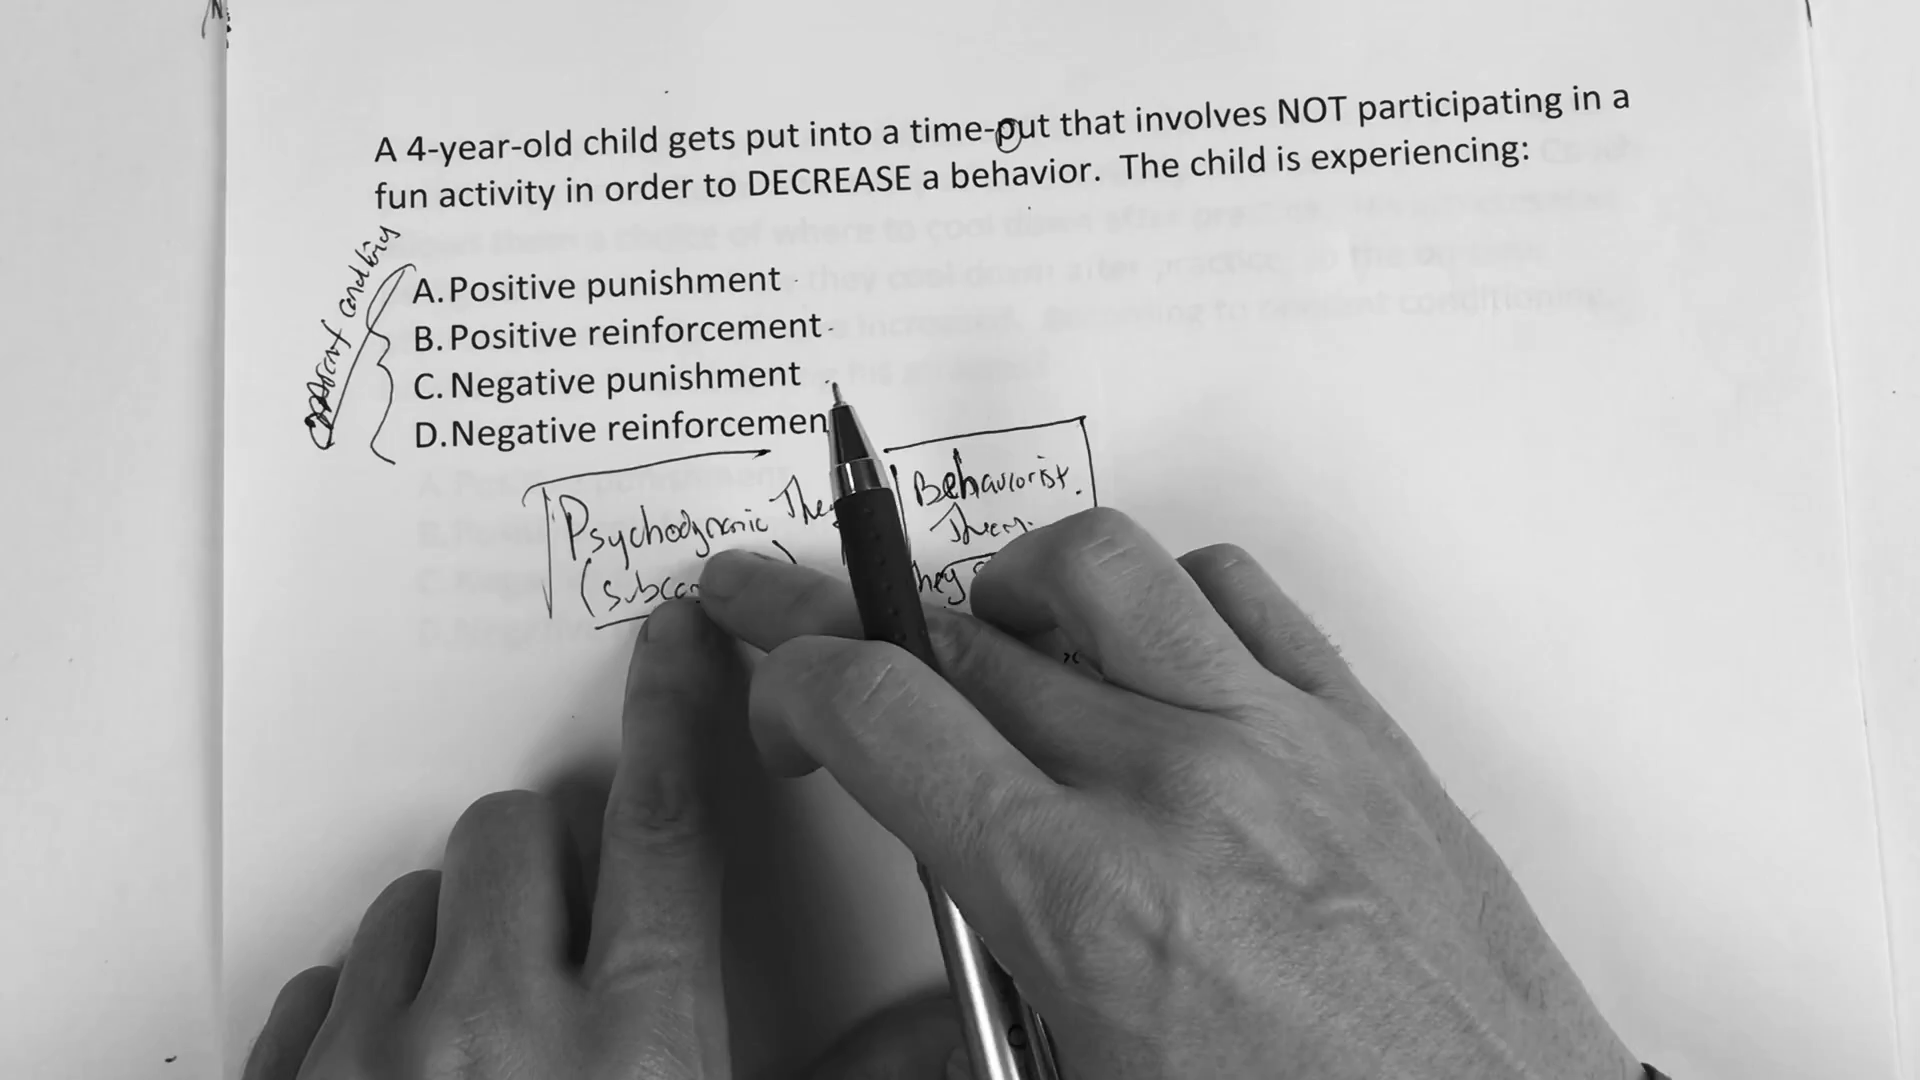 A 4-year-old child gets put into a time-out that involves NOT participating in a
fun activity in order to DECREASE a behavior. The child is experiencing:
A. Positive punishment
B. Positive reinforcement
C. Negative punishment
D. Negative reinforcemen
Psychodynamic
Behaviorist